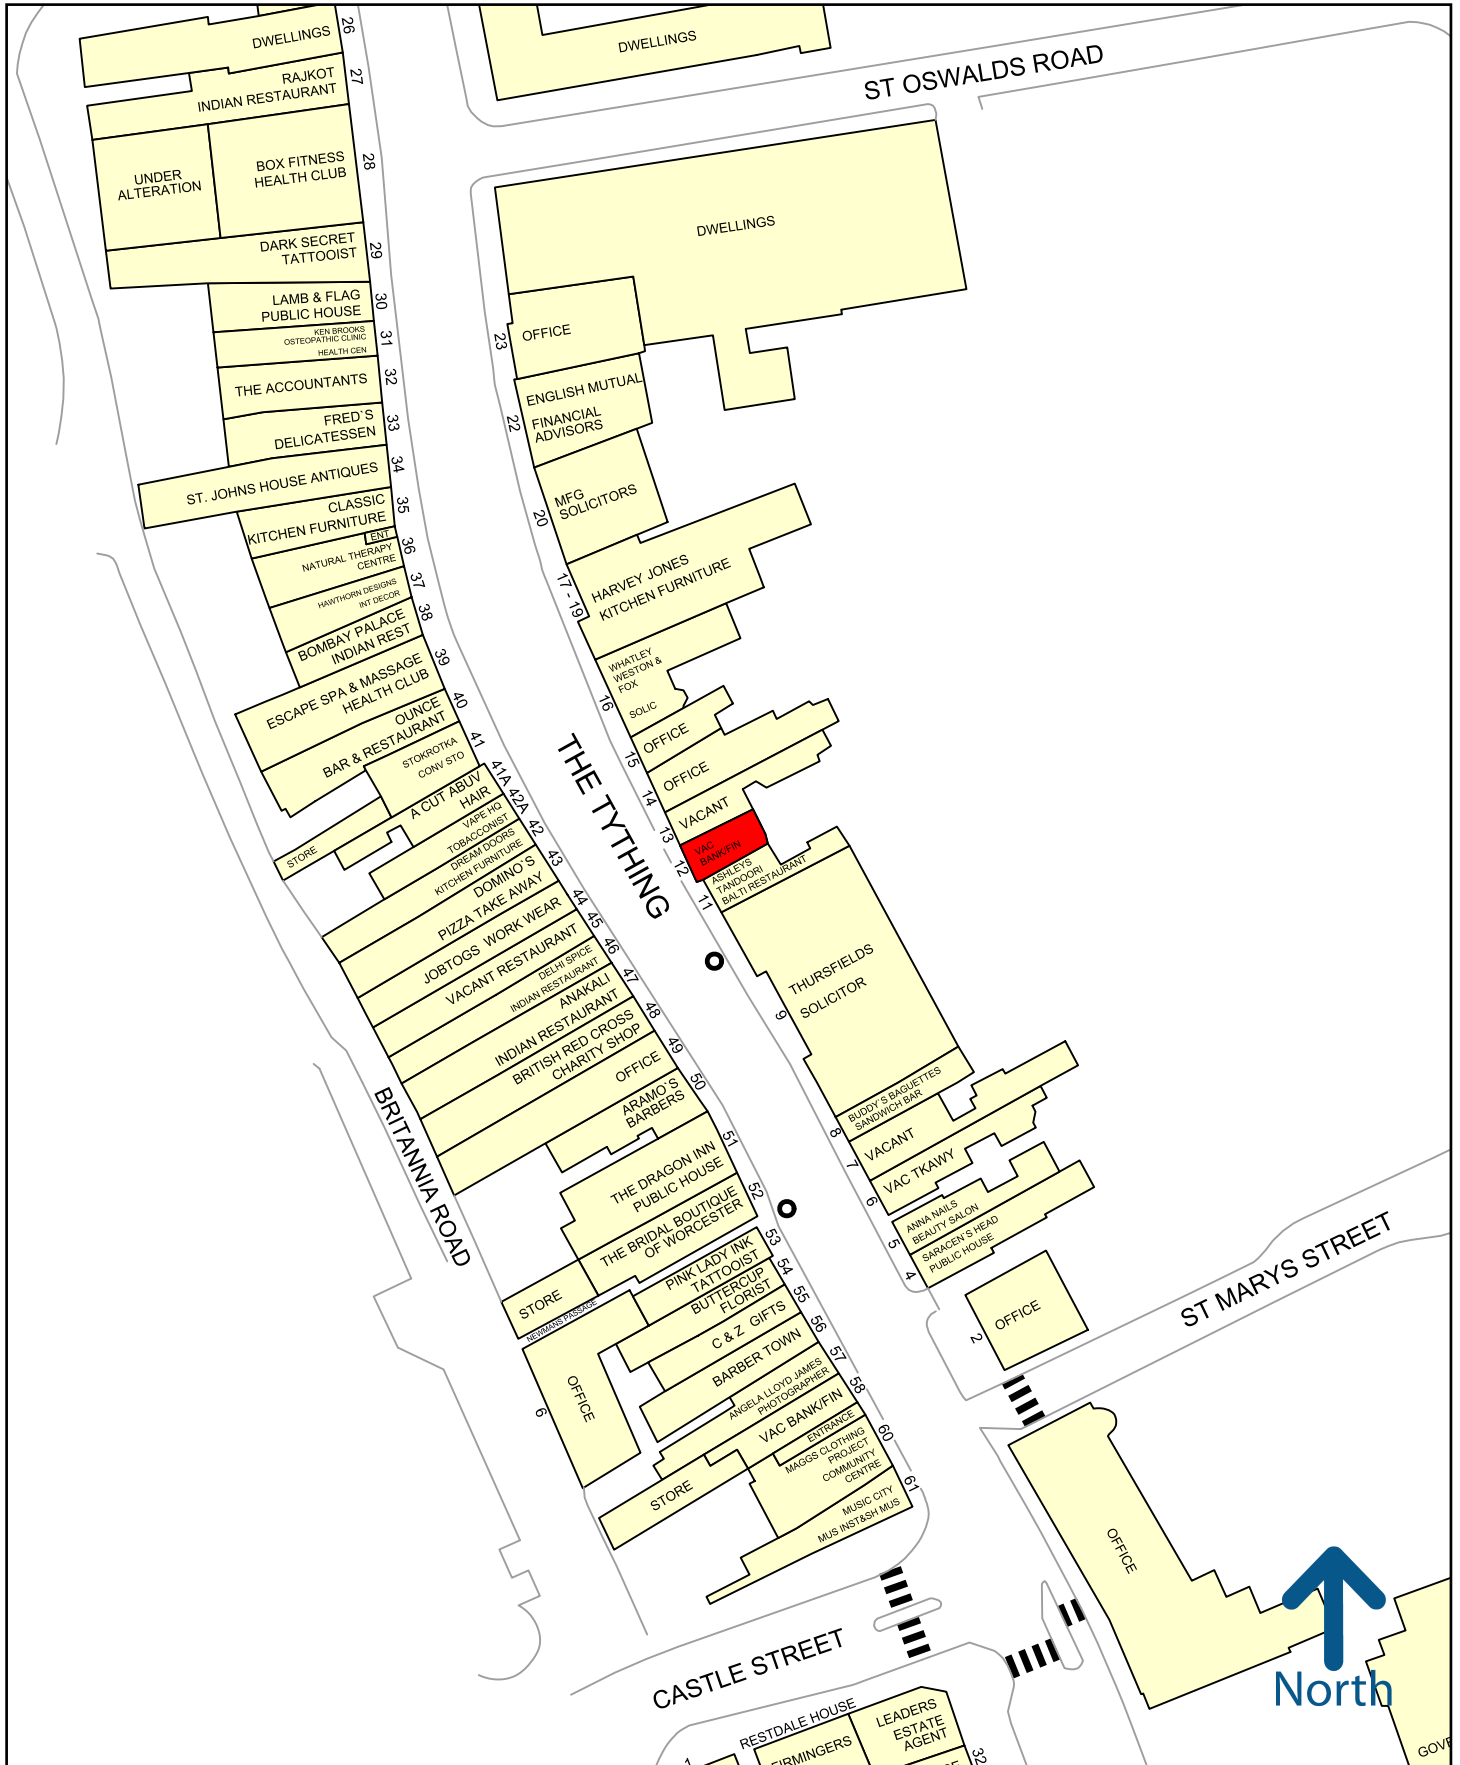 26
DWELLINGS
27
RAJKOT
INDIAN RESTAURANT
28
BOX FITNESS
HEALTH CLUB
UNDER
ALTERATION
29
DARK SECRET
TATTOOIST
30
LAMB & FLAG
PUBLIC HOUSE
31
KEN BROOKS
OSTEOPATHIC CLINIC
HEALTH CEN
32
THE ACCOUNTANTS
33
FRED`S
DELICATESSEN
34
ST. JOHNS HOUSE ANTIQUES
35
CLASSIC
KITCHEN FURNITURE
ENT
36
NATURAL THERAPY
CENTRE
37
HAWTHORN DESIGNS
INT DECOR
38
BOMBAY PALACE
INDIAN REST
39
ESCAPE SPA & MASSAGE
HEALTH CLUB
40
OUNCE
BAR & RESTAURANT
41
STOKROTKA
CONV STO
41A
A CUT ABUV
HAIR
STORE
42A
VAPE HQ
TOBACCONIST
42
DREAM DOORS
KITCHEN FURNITURE
43
DOMINO`S
PIZZA TAKE AWAY
44
JOBTOGS WORK WEAR
45
VACANT RESTAURANT
46
DELHI SPICE
INDIAN RESTAURANT
47
ANAKALI
INDIAN RESTAURANT
48
BRITISH RED CROSS
CHARITY SHOP
49
OFFICE
50
ARAMO`S
BARBERS
51
THE DRAGON INN
PUBLIC HOUSE
52
THE BRIDAL BOUTIQUE
OF WORCESTER
STORE
NEWMANS PASSAGE
53
PINK LADY INK
TATTOOIST
54
BUTTERCUP
FLORIST
55
C & Z GIFTS
56
BARBER TOWN
57
ANGELA LLOYD JAMES
PHOTOGRAPHER
58
VAC BANK/FIN
ENTRANCE
60
MAGGS CLOTHING
PROJECT
COMMUNITY
CENTRE
61
MUSIC CITY
MUS INST&SH MUS
STORE
OFFICE
6
BRITANNIA ROAD
THE TYTHING
DWELLINGS
ST OSWALDS ROAD
DWELLINGS
23
OFFICE
22
ENGLISH MUTUAL
FINANCIAL
ADVISORS
20
MFG
SOLICITORS
17 - 19
HARVEY JONES
KITCHEN FURNITURE
16
WHATLEY
WESTON &
FOX
SOLIC
15
OFFICE
14
OFFICE
13
VACANT
12
VAC
BANK/FIN
11
ASHLEYS
TANDOORI
BALTI RESTAURANT
9
THURSFIELDS
SOLICITOR
8
BUDDY`S BAGUETTES
SANDWICH BAR
7
VACANT
6
VAC TKAWY
5
ANNA NAILS
BEAUTY SALON
4
SARACEN`S HEAD
PUBLIC HOUSE
2
OFFICE
ST MARYS STREET
OFFICE
North
CASTLE STREET
RESTDALE HOUSE
LEADERS
ESTATE
AGENT
32